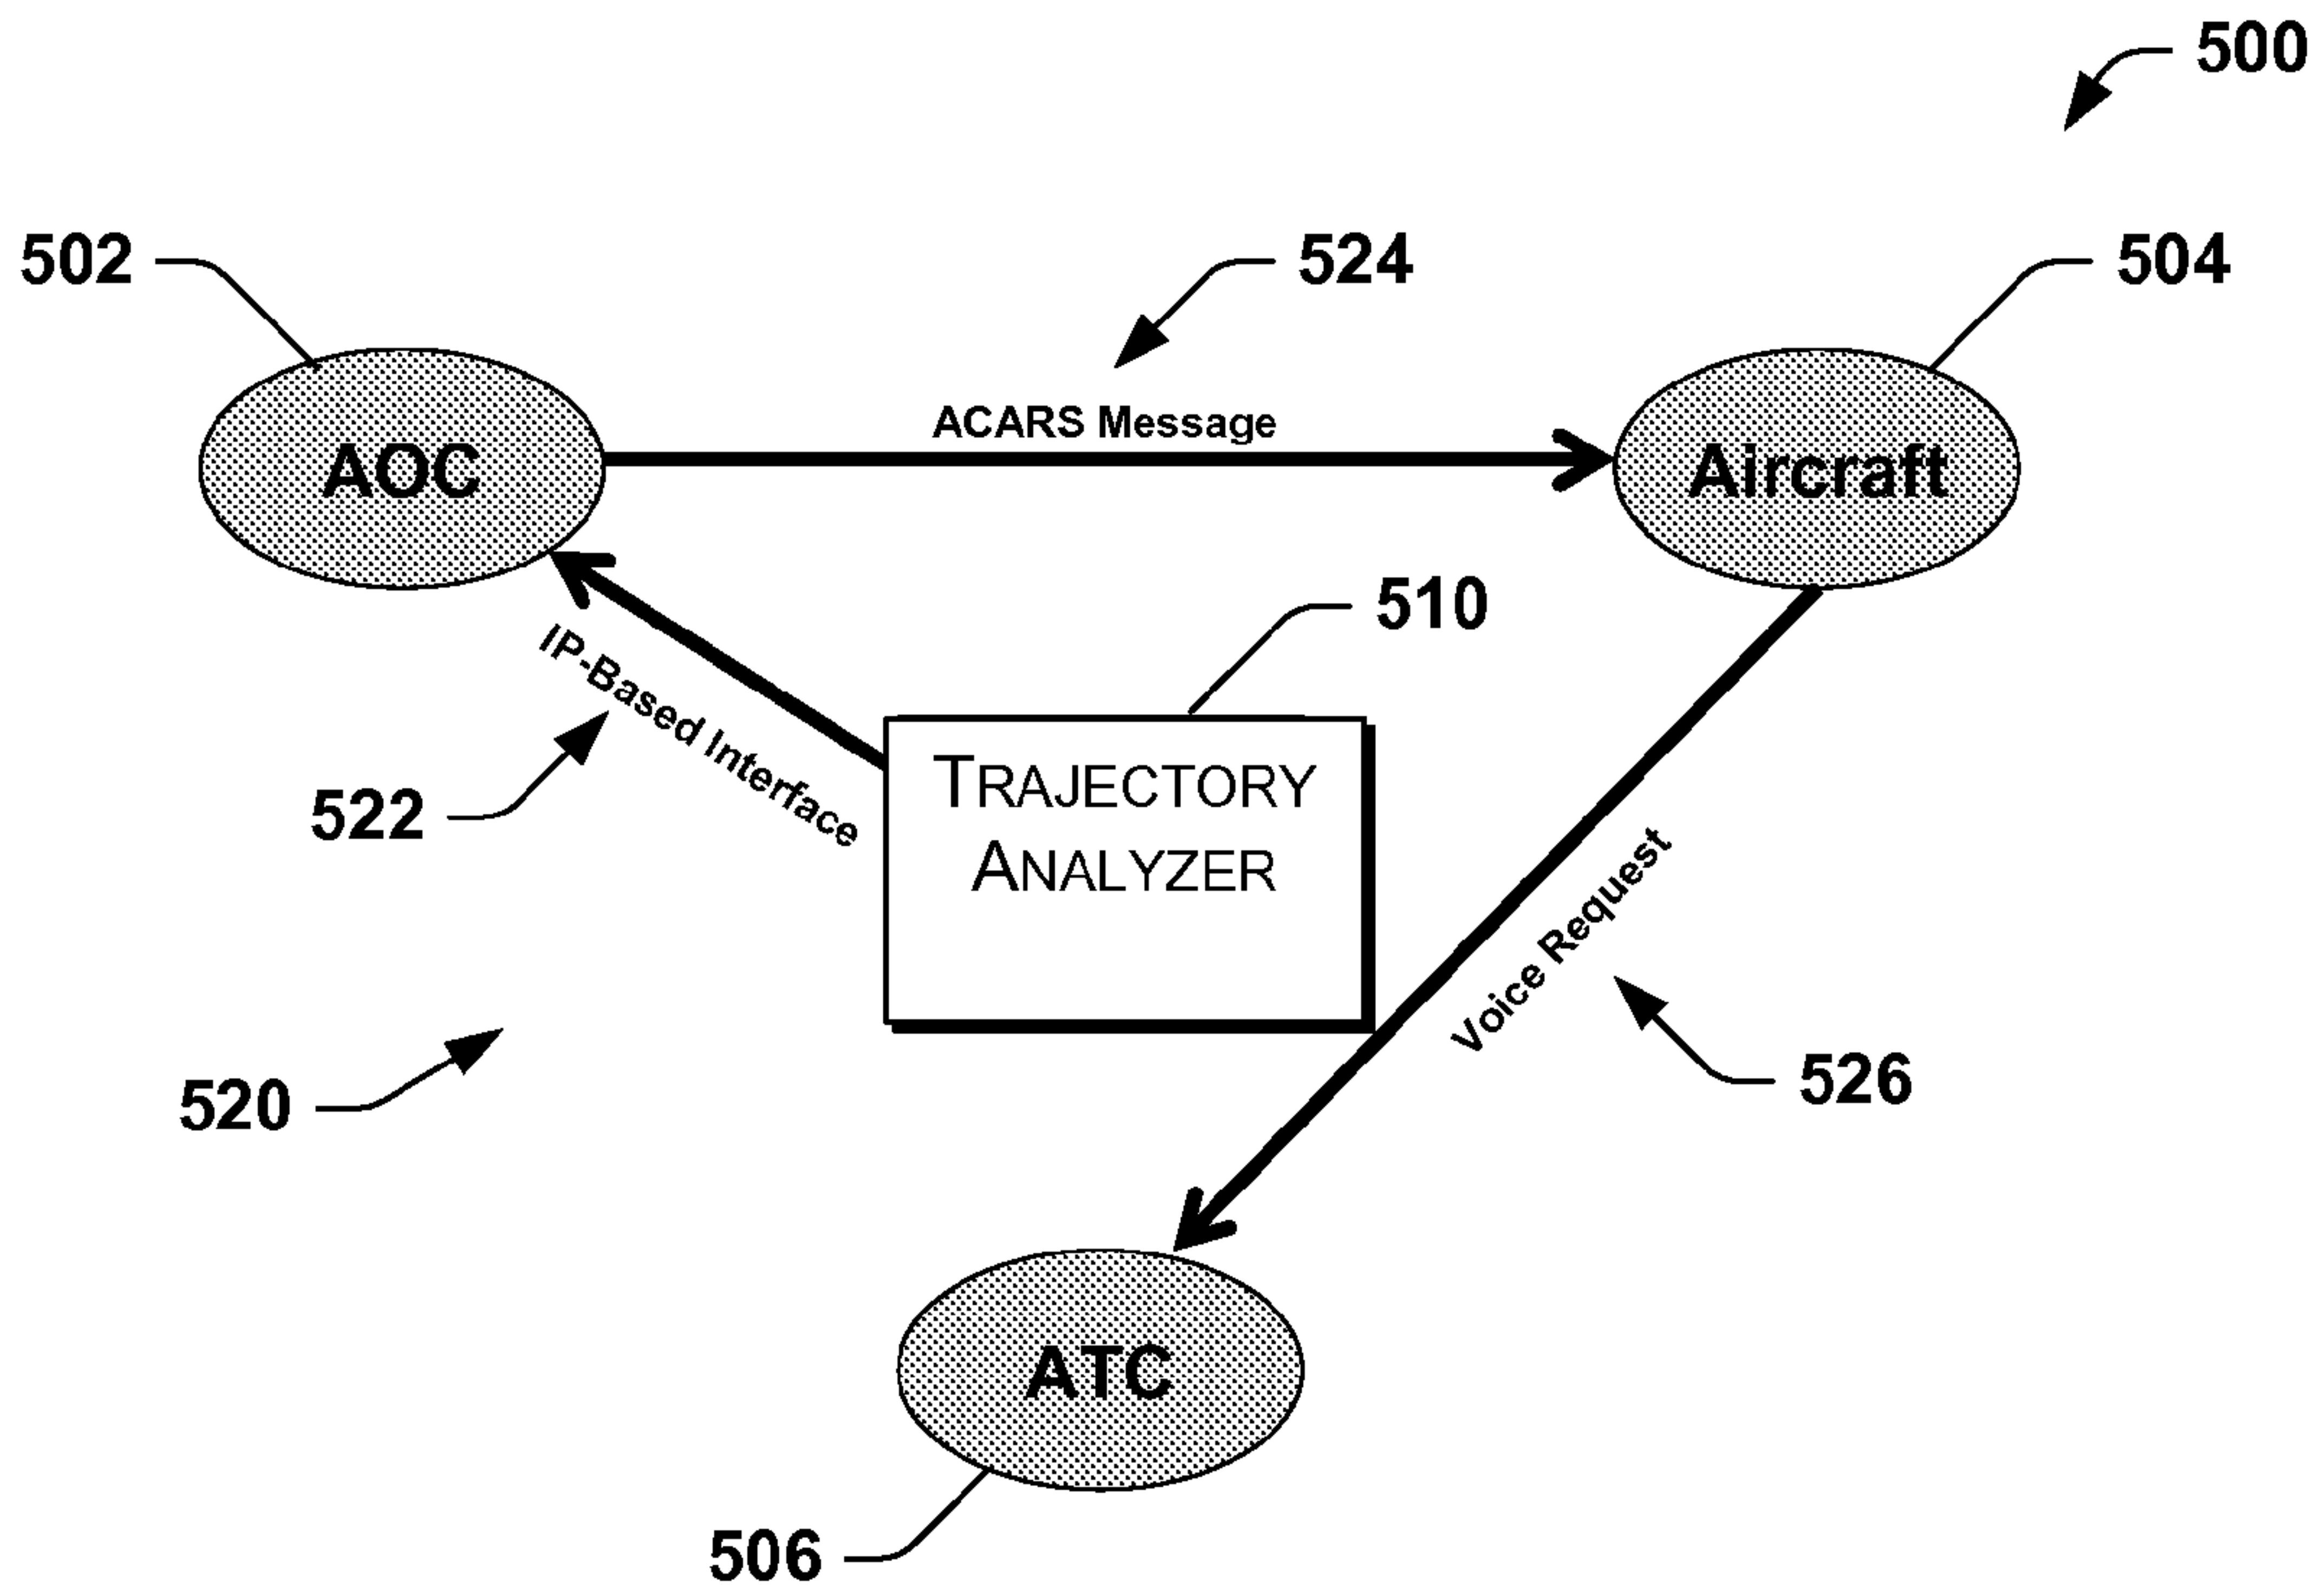 500
502
524
504
ACARS Message
AOC
Aircraft
510
IP-Based Interface
522
TRAJECTORY
ANALYZER
Voice Request
520
526
ATC
506